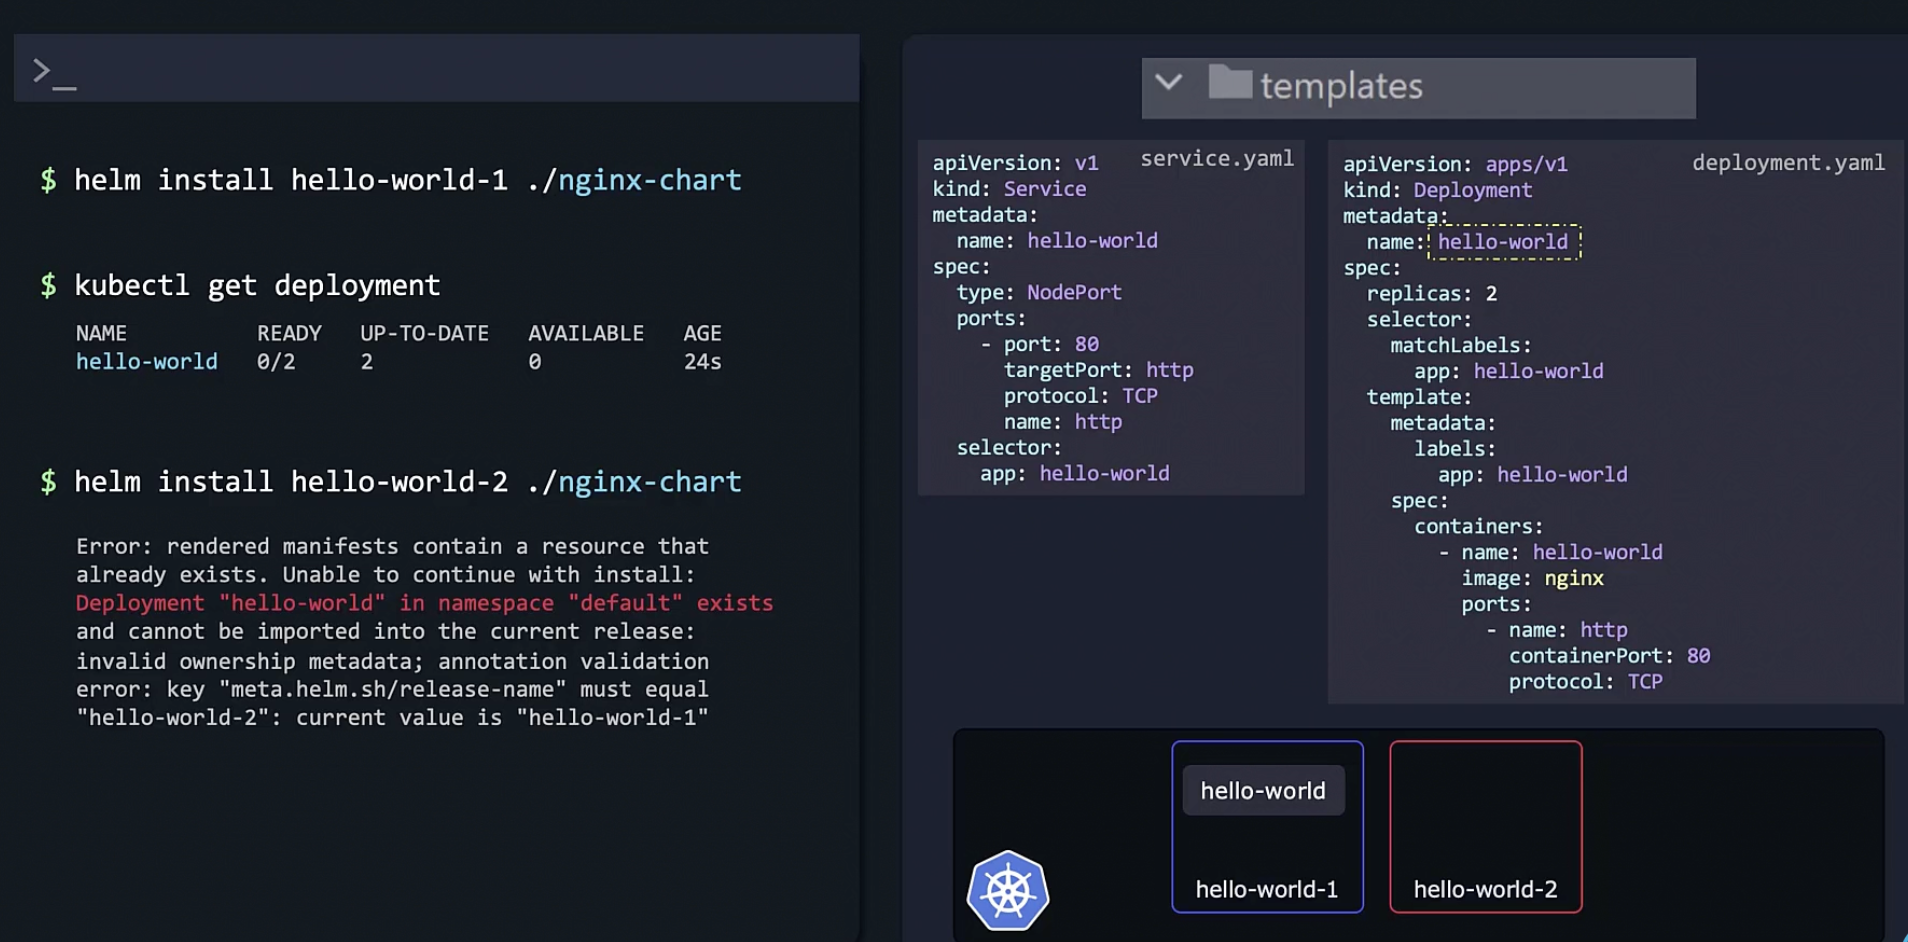 >_
$ helm install hello-world-1 ./nginx-chart
$ kubectl get deployment
NAME READY UP-TO-DATE AVAILABLE AGE
hello-world 0/2 2 0 24s
$ helm install hello-world-2 ./nginx-chart
Error: rendered manifests contain a resource that
already exists. Unable to continue with install:
Deployment "hello-world" in namespace "default" exists
and cannot be imported into the current release:
invalid ownership metadata; annotation validation
error: key "meta.helm.sh/release-name" must equal
"hello-world-2": current value is "hello-world-1"
templates
service.yaml
apiVersion: v1
kind: Service
metadata:
  name: hello-world
spec:
  type: NodePort
  ports:
    - port: 80
      targetPort: http
      protocol: TCP
      name: http
  selector:
    app: hello-world
deployment.yaml
apiVersion: apps/v1
kind: Deployment
metadata:
  name: hello-world
spec:
  replicas: 2
  selector:
    matchLabels:
      app: hello-world
  template:
    metadata:
      labels:
        app: hello-world
    spec:
      containers:
        - name: hello-world
          image: nginx
          ports:
            - name: http
              containerPort: 80
              protocol: TCP
hello-world
hello-world-1
hello-world-2